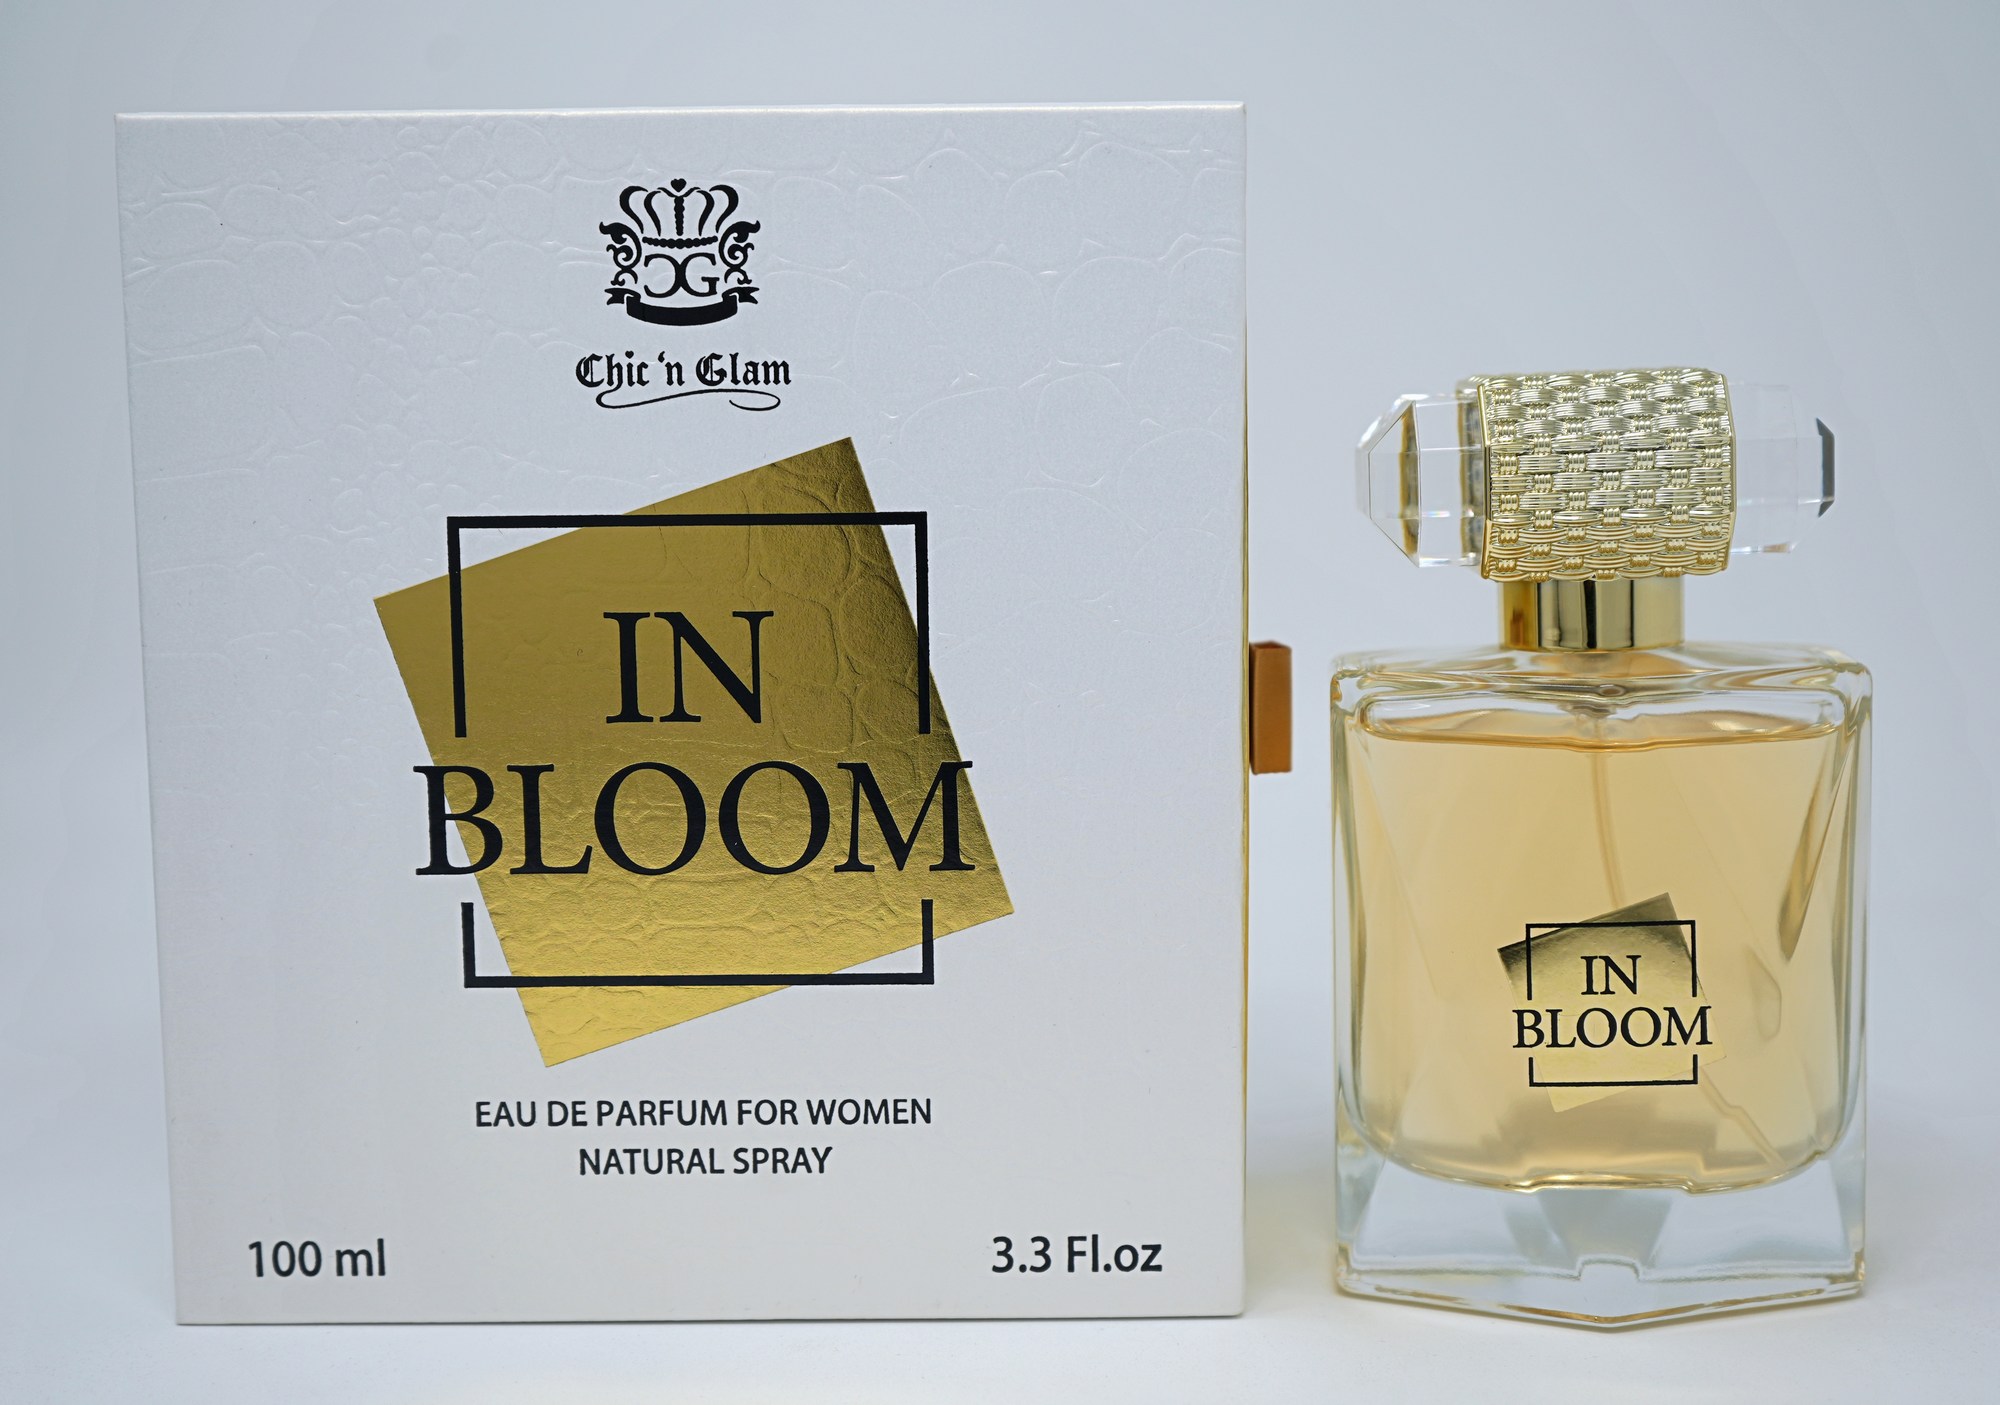 CG
Chic 'n Glam
IN
BLOOM
EAU DE PARFUM FOR WOMEN
NATURAL SPRAY
100 ml
3.3 Fl.oz
IN
BLOOM